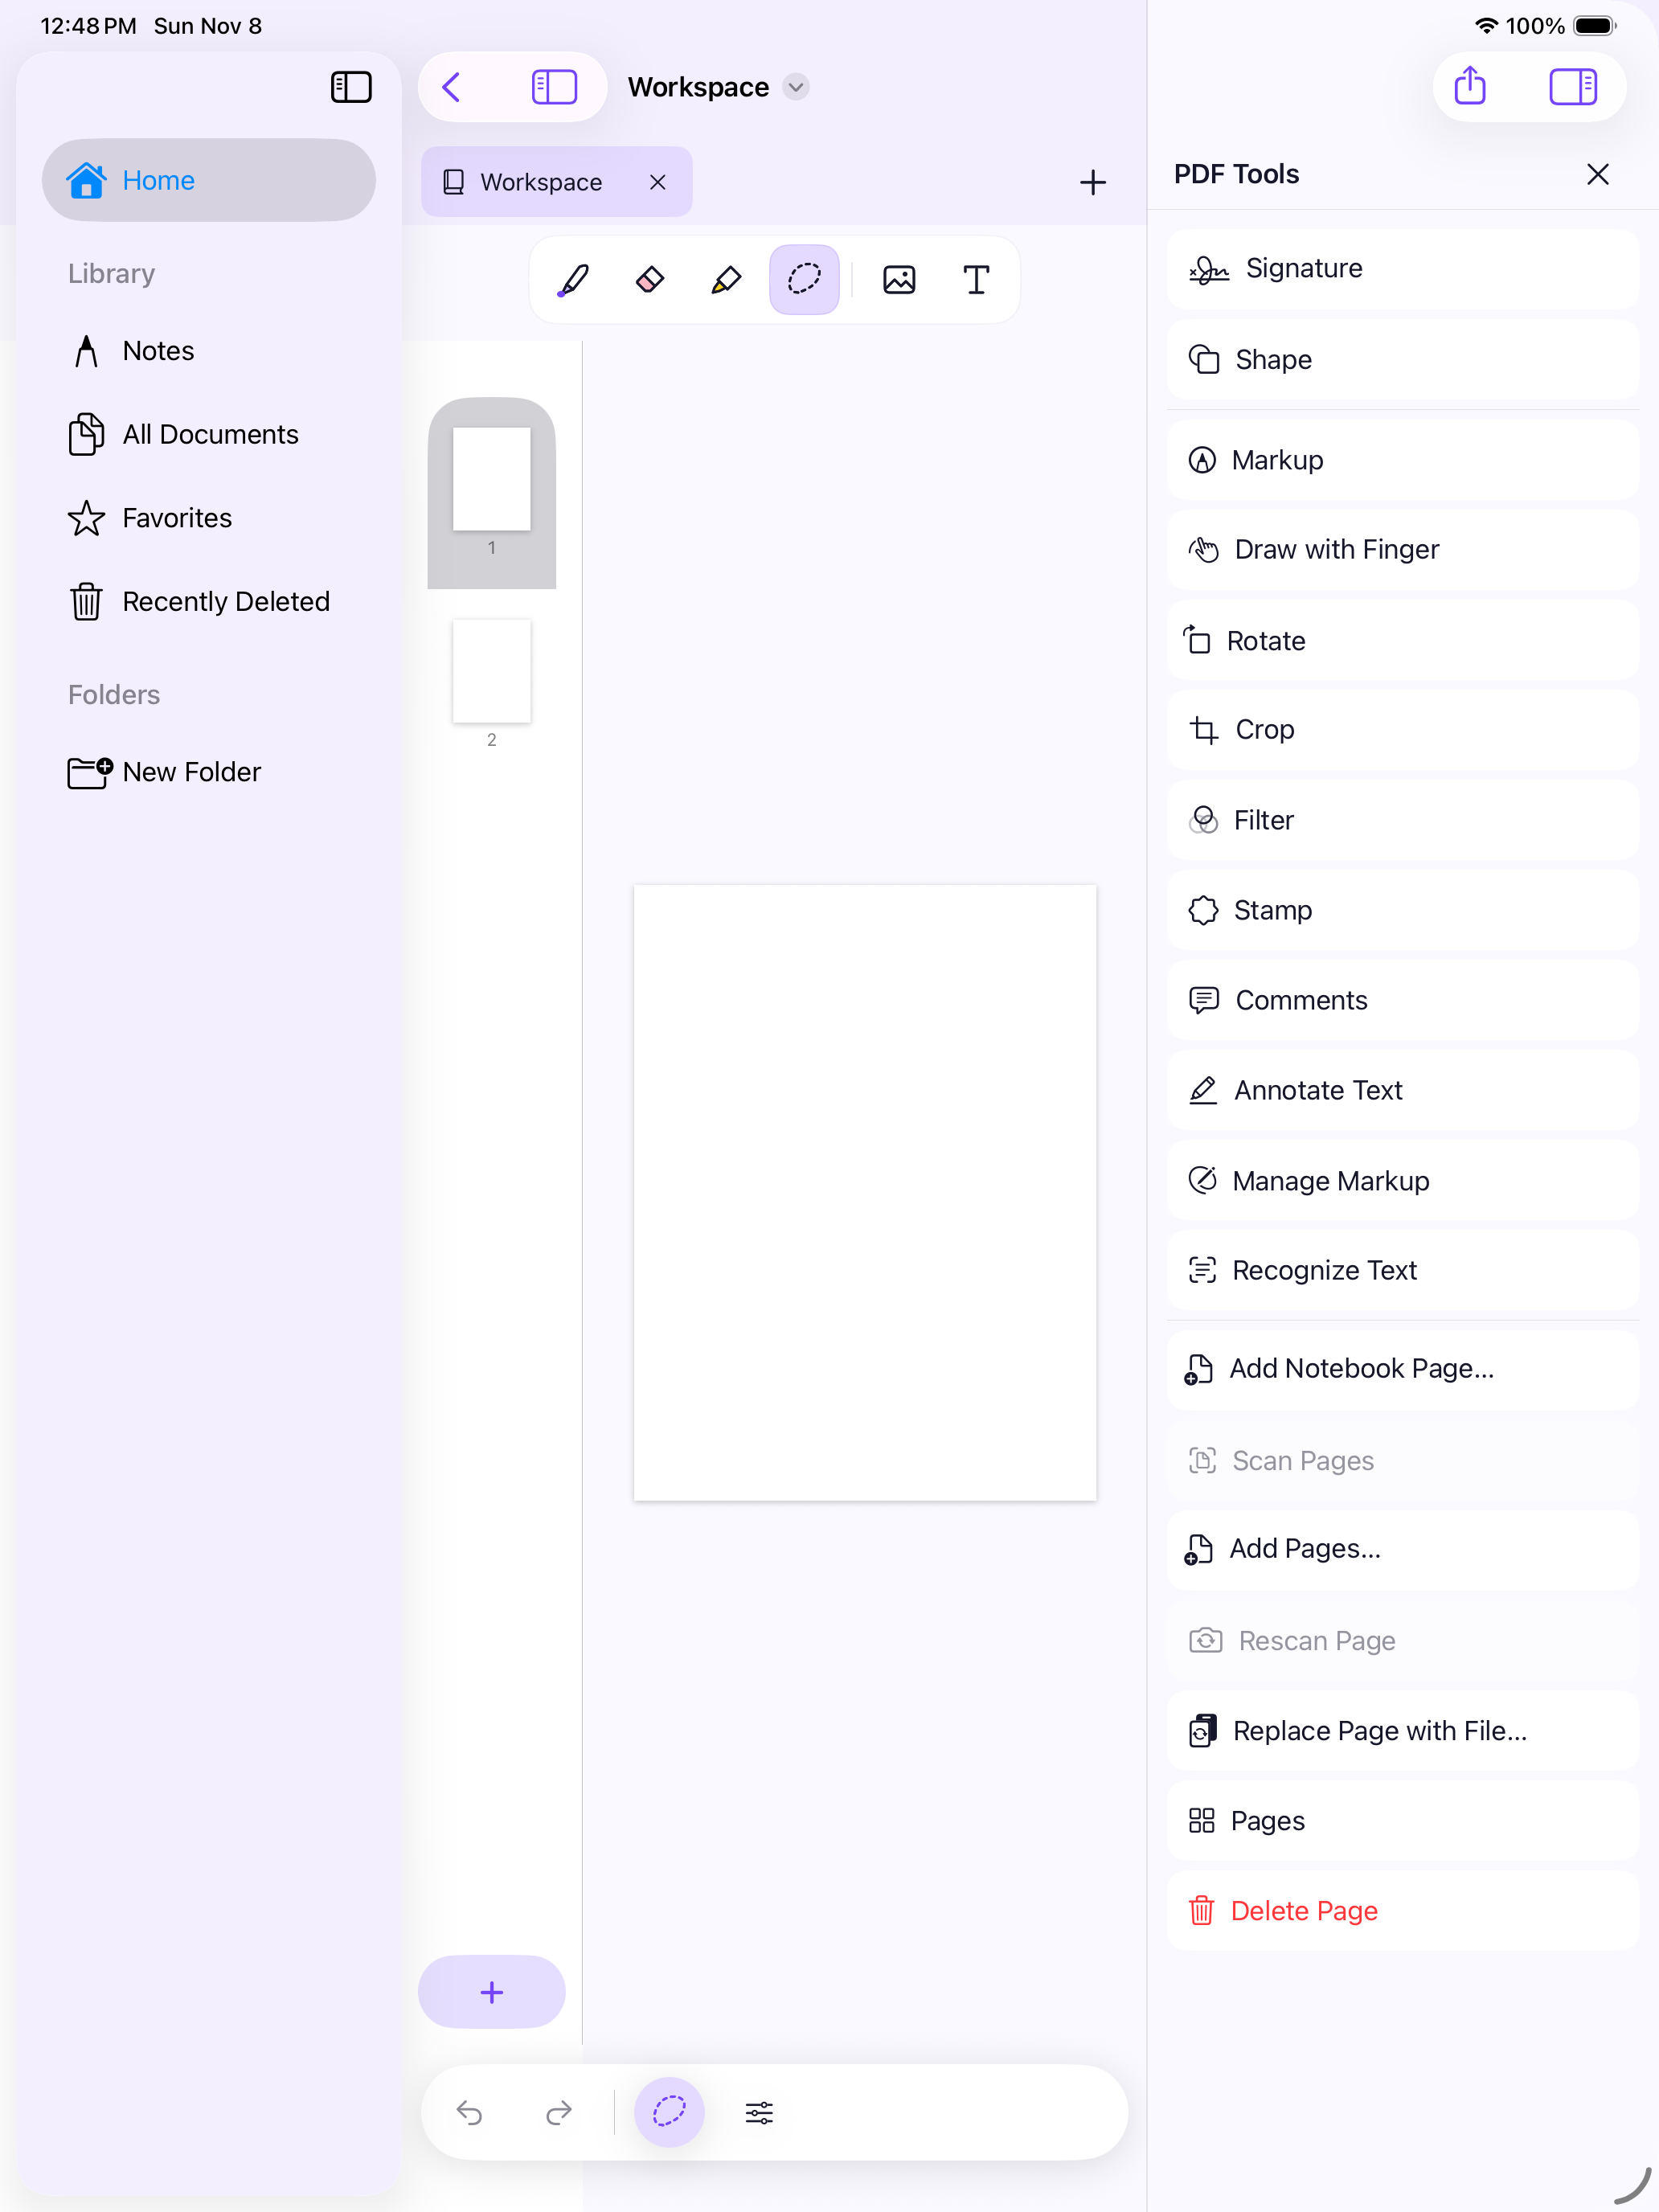 12:48 PM Sun Nov 8
100%
Home
Library
Notes
All Documents
Favorites
Recently Deleted
Folders
New Folder
Workspace
Workspace
1
2
PDF Tools
Signature
Shape
Markup
Draw with Finger
Rotate
Crop
Filter
Stamp
Comments
Annotate Text
Manage Markup
Recognize Text
Add Notebook Page...
Scan Pages
Add Pages...
Rescan Page
Replace Page with File...
Pages
Delete Page